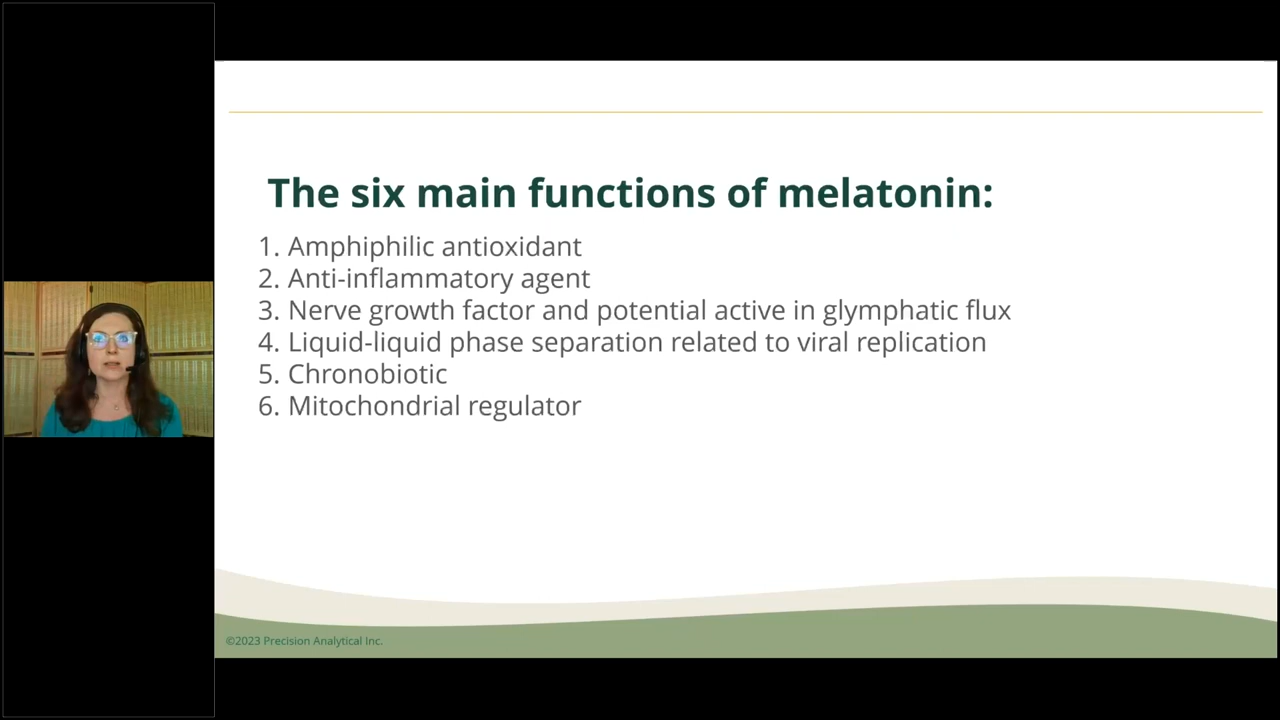 The six main functions of melatonin:
1. Amphiphilic antioxidant
2. Anti-inflammatory agent
3. Nerve growth factor and potential active in glymphatic flux
4. Liquid-liquid phase separation related to viral replication
5. Chronobiotic
6. Mitochondrial regulator
©2023 Precision Analytical Inc.